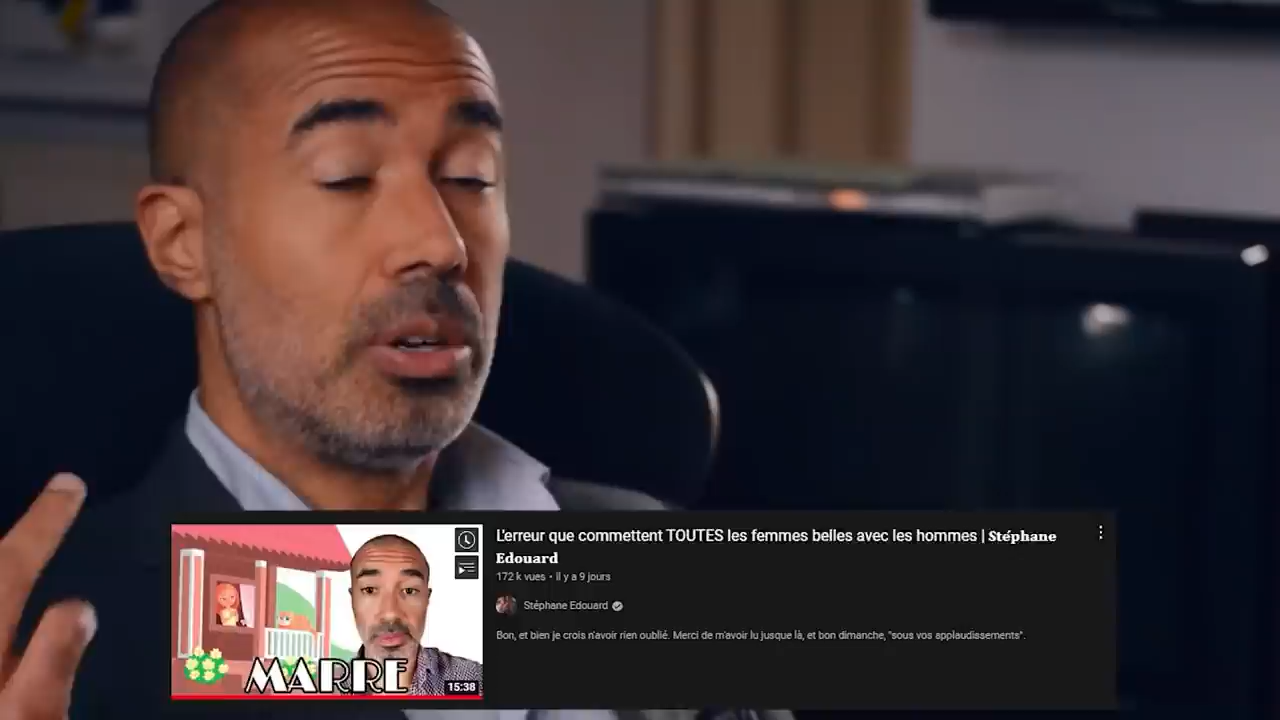 L'erreur que commettent TOUTES les femmes belles avec les hommes | Stéphane
Edouard
172 k vues • il y a 9 jours
Stéphane Edouard
Bon, et bien je crois n'avoir rien oublié. Merci de m'avoir lu jusque là, et bon dimanche, "sous vos applaudissements".
MARRE
15:38